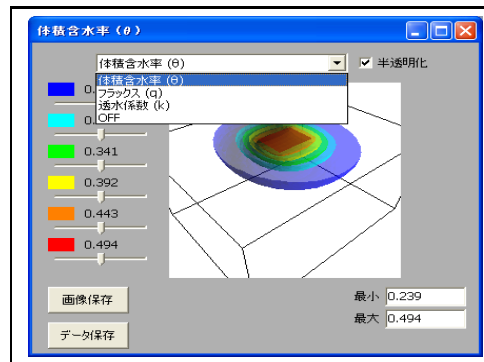 体積含水率 (θ)
体積含水率 (θ)
半透明化
体積含水率 (θ)
フラックス (q)
透水係数 (k)
OFF
0.
0.
0.341
0.392
0.443
0.494
画像保存
データ保存
最小 0.239
最大 0.494